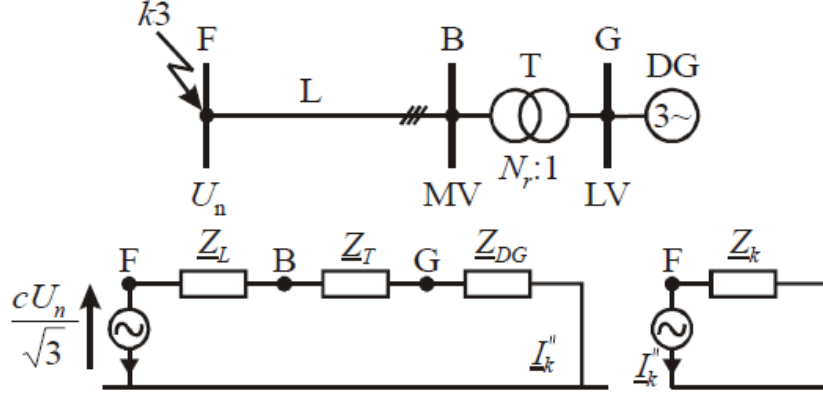 k3
F B G
T DG
L
3~
N_r:1
U_n MV LV
Z_L Z_T Z_DG Z_k
F B G F
cU_n
√3
I_k'' I_k''